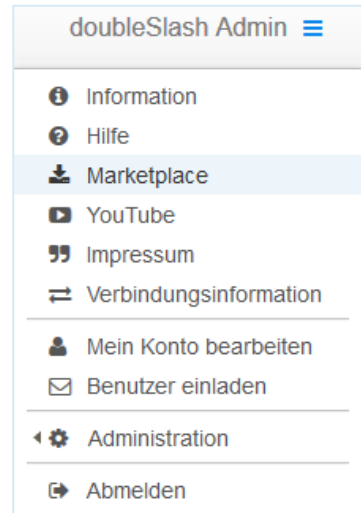 doubleSlash Admin
Information
Hilfe
Marketplace
YouTube
Impressum
Verbindungsinformation
Mein Konto bearbeiten
Benutzer einladen
Administration
Abmelden